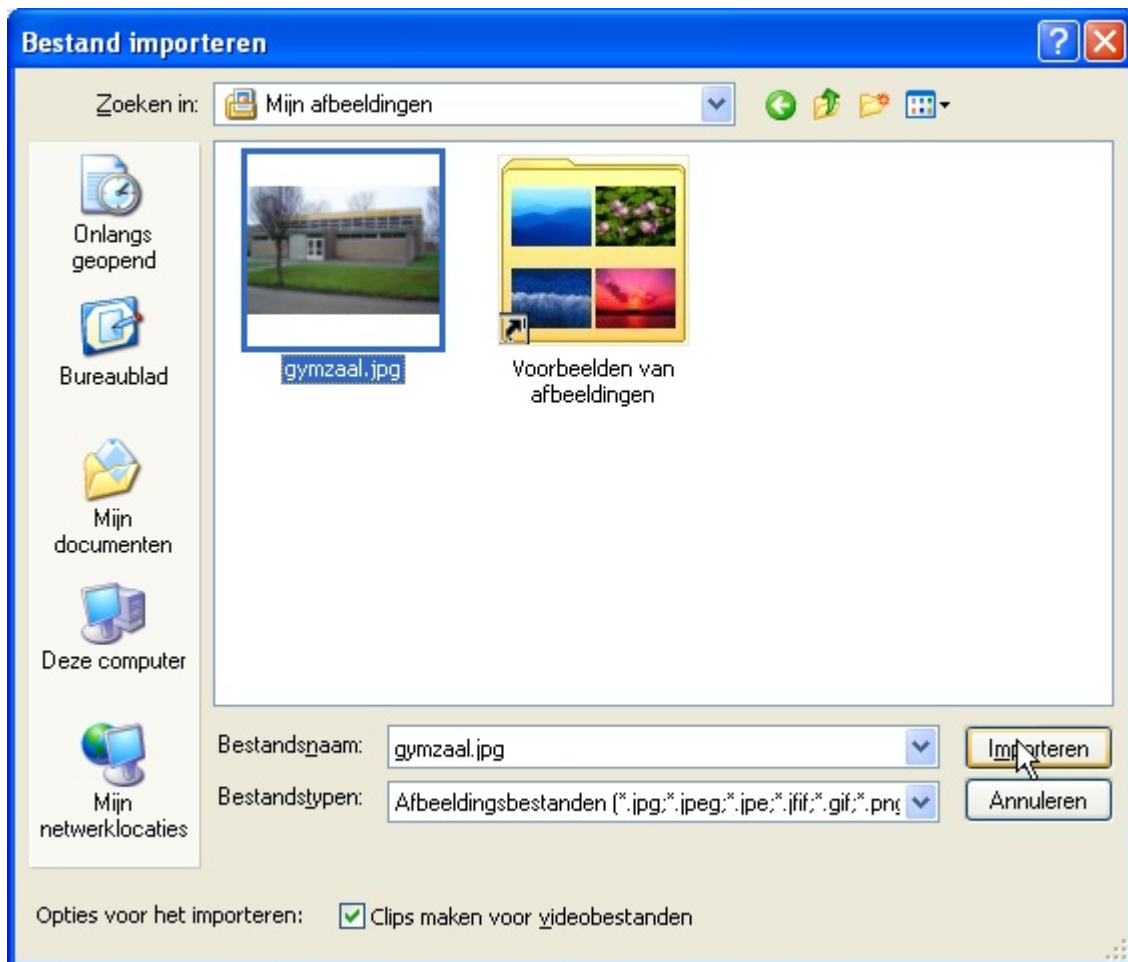 Bestand importeren
Zoeken in:
Mijn afbeeldingen
Onlangs
geopend
Bureaublad
Mijn
documenten
Deze computer
Mijn
netwerklocaties
gymzaal.jpg
Voorbeelden van
afbeeldingen
Bestandsnaam:
gymzaal.jpg
Importeren
Bestandstypen:
Afbeeldingsbestanden (*.jpg;*.jpeg;*.jpe;*.jfif;*.gif;*.png
Annuleren
Opties voor het importeren:
Clips maken voor videobestanden